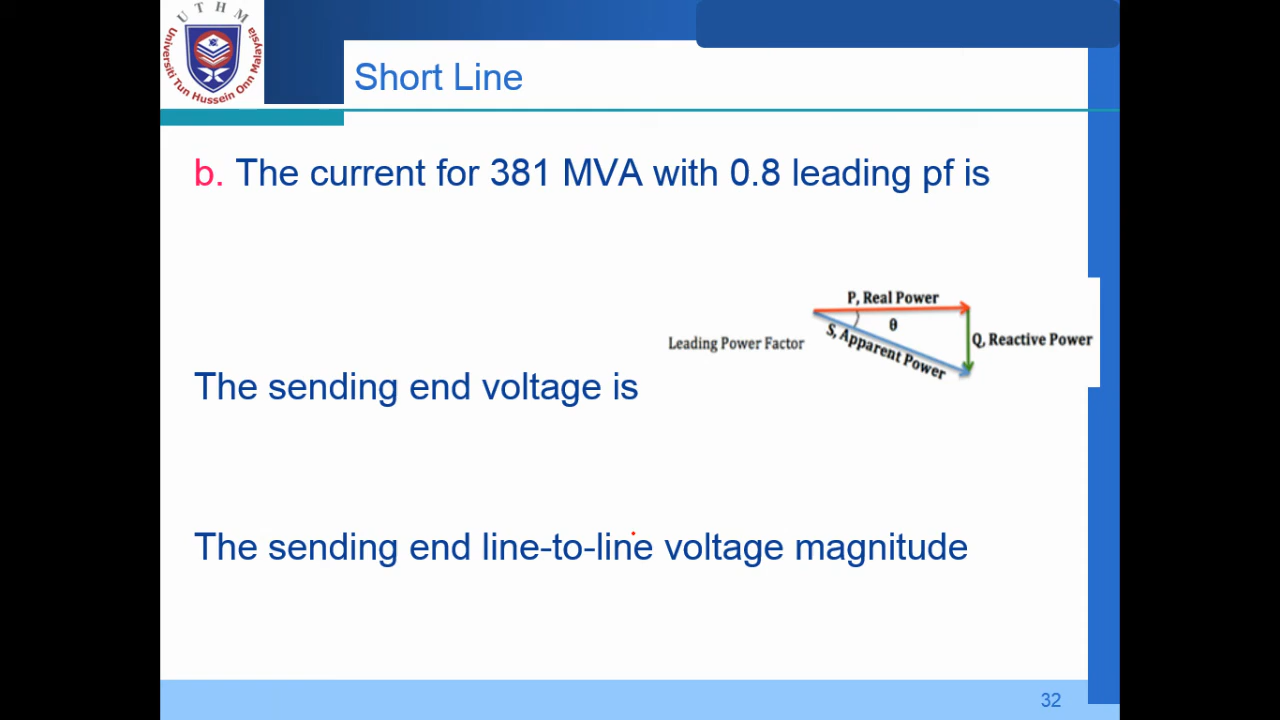 U T H M
Universiti Tun Hussein Onn Malaysia
Short Line
b. The current for 381 MVA with 0.8 leading pf is
P, Real Power
θ
S, Apparent Power
Q, Reactive Power
Leading Power Factor
The sending end voltage is
The sending end line-to-line voltage magnitude
32